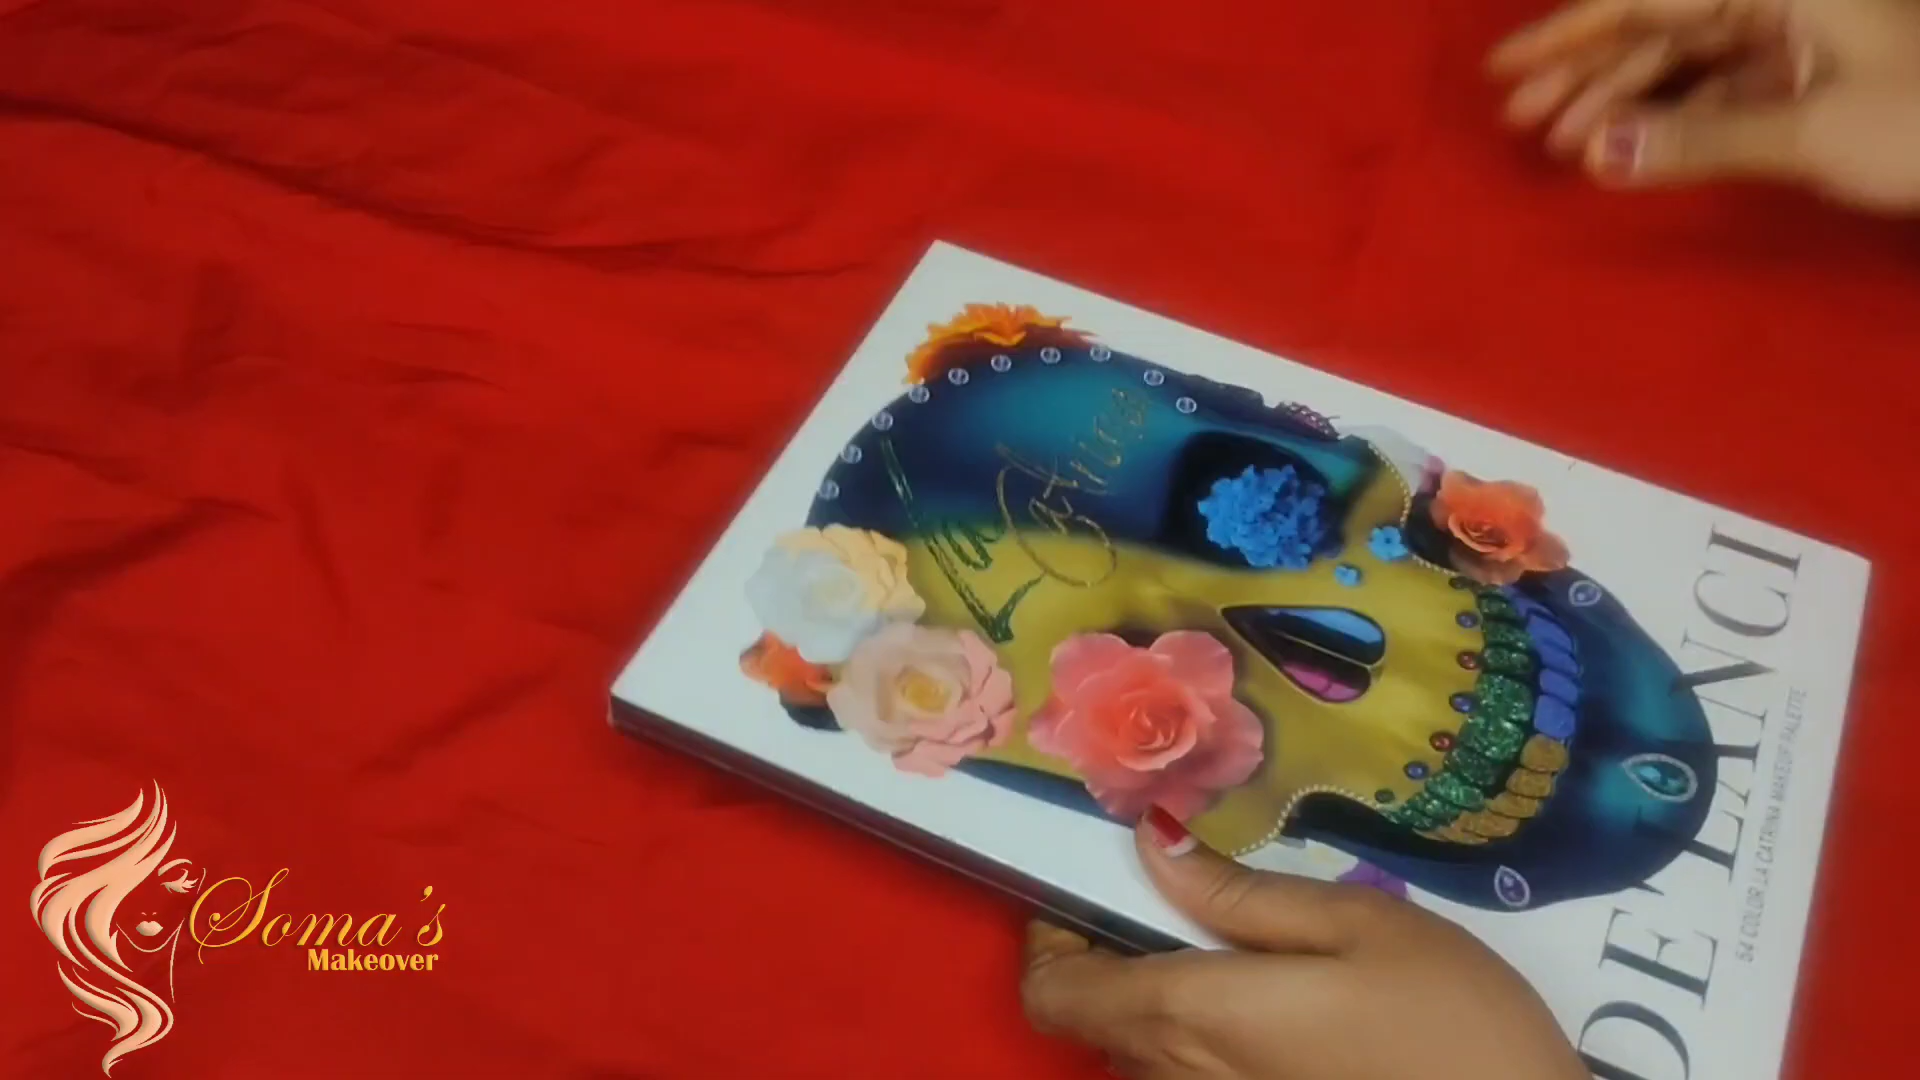 La Catrina
DE'LANCI
54 COLOR LA CATRINA MAKEUP PALETTE
Soma's
Makeover